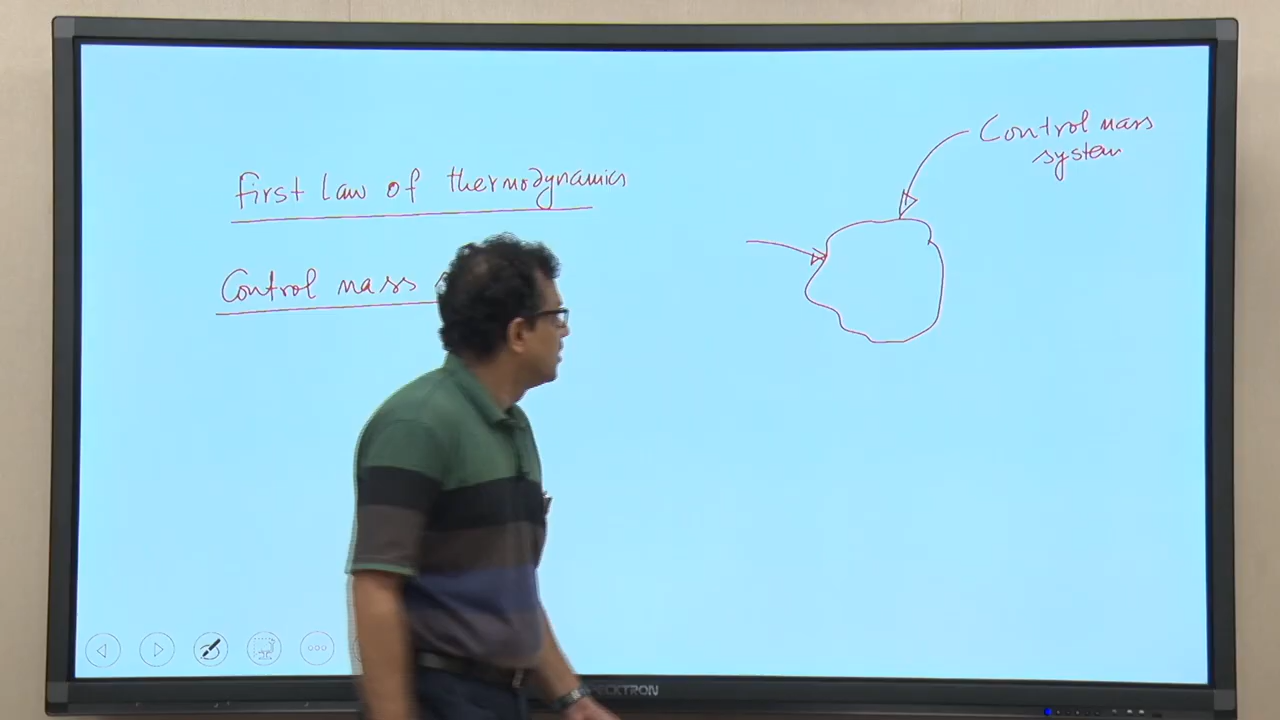 First law of thermodynamics
Control mass
Control mass
system